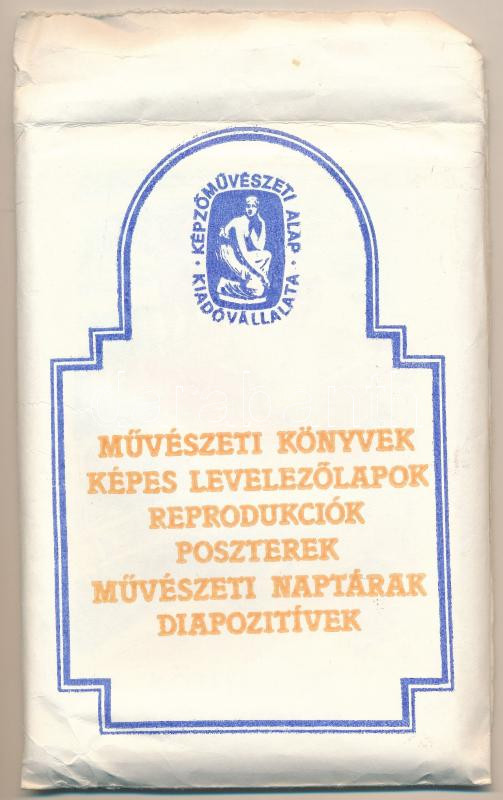 KÉPZŐMŰVÉSZETI ALAP
KIADÓVÁLLALATA
MŰVÉSZETI KÖNYVEK
KÉPES LEVELEZŐLAPOK
REPRODUKCIÓK
POSZTEREK
MŰVÉSZETI NAPTÁRAK
DIAPOZITÍVEK